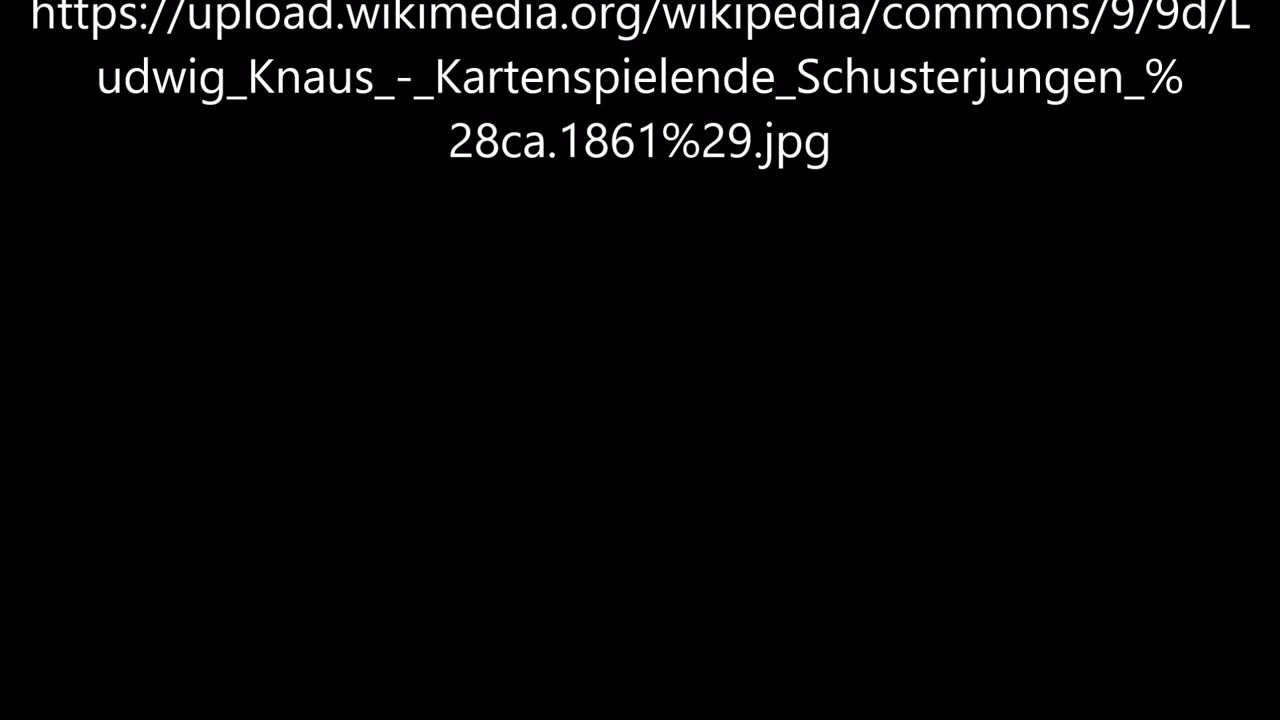 https://upload.wikimedia.org/wikipedia/commons/9/9d/L
udwig_Knaus_-_Kartenspielende_Schusterjungen_%
28ca.1861%29.jpg